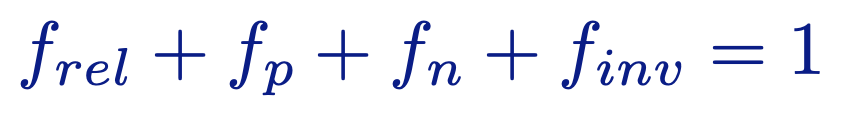 f_{rel} + f_p + f_n + f_{inv} = 1